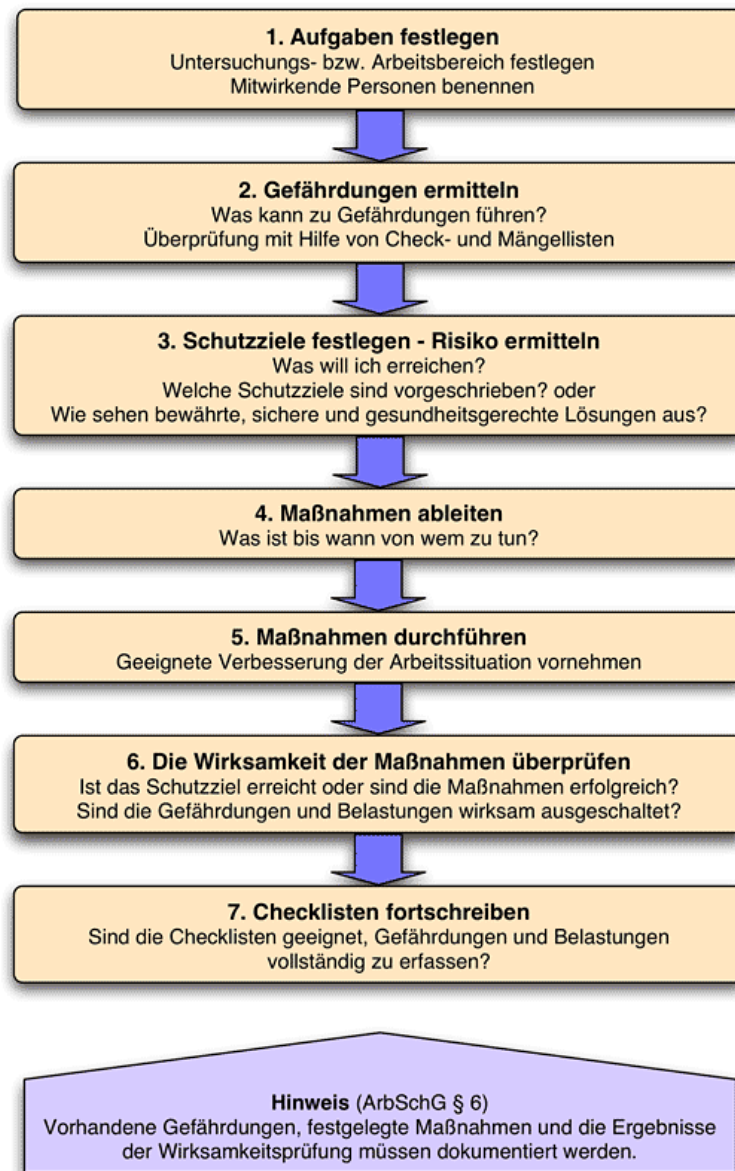 1. Aufgaben festlegen
Untersuchungs- bzw. Arbeitsbereich festlegen
Mitwirkende Personen benennen
2. Gefährdungen ermitteln
Was kann zu Gefährdungen führen?
Überprüfung mit Hilfe von Check- und Mängellisten
3. Schutzziele festlegen - Risiko ermitteln
Was will ich erreichen?
Welche Schutzziele sind vorgeschrieben? oder
Wie sehen bewährte, sichere und gesundheitsgerechte Lösungen aus?
4. Maßnahmen ableiten
Was ist bis wann von wem zu tun?
5. Maßnahmen durchführen
Geeignete Verbesserung der Arbeitssituation vornehmen
6. Die Wirksamkeit der Maßnahmen überprüfen
Ist das Schutzziel erreicht oder sind die Maßnahmen erfolgreich?
Sind die Gefährdungen und Belastungen wirksam ausgeschaltet?
7. Checklisten fortschreiben
Sind die Checklisten geeignet, Gefährdungen und Belastungen
vollständig zu erfassen?
Hinweis (ArbSchG § 6)
Vorhandene Gefährdungen, festgelegte Maßnahmen und die Ergebnisse
der Wirksamkeitsprüfung müssen dokumentiert werden.